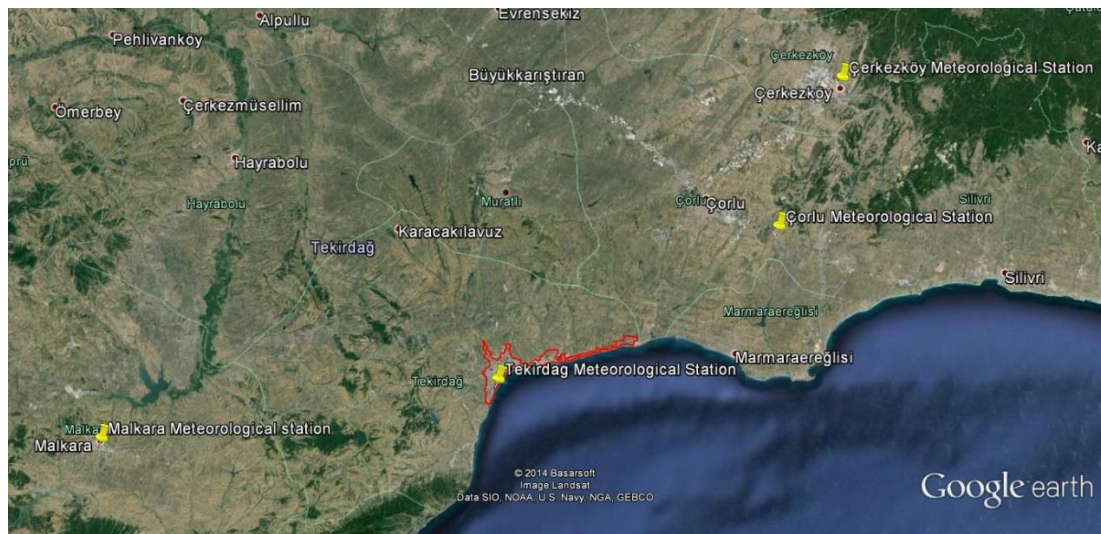 Evrensekiz
Alpullu
Pehlivanköy
Çerkezköy
Çerkezköy Meteorological Station
Büyükkarıştıran
Çerkezköy
Ömerbey
Çerkezmüsellim
Hayrabolu
Hayrabolu
Muratlı
Çorlu
Çorlu
Silivri
Çorlu Meteorological Station
Karacakılavuz
Tekirdağ
Silivri
Marmaraereğlisi
Marmaraereğlisi
Tekirdag Meteorological Station
Tekirdağ
Malkara Meteorological station
Malkara
© 2014 Basarsoft
Image Landsat
Data SIO, NOAA, U.S. Navy, NGA, GEBCO
Google earth